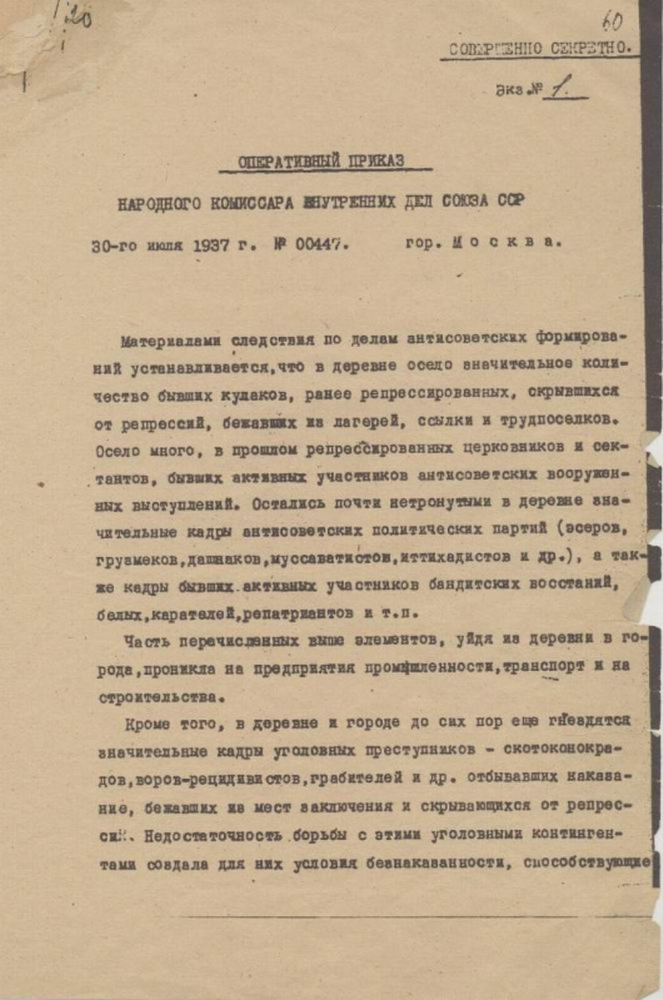 120
60
СОВЕРШЕННО СЕКРЕТНО.
Экз.№ 1.
ОПЕРАТИВНЫЙ ПРИКАЗ
НАРОДНОГО КОМИССАРА ВНУТРЕННИХ ДЕЛ СОЮЗА ССР
30-го июля 1937 г. № 00447. гор. М о с к в а.
Материалами следствия по делам антисоветских формирова-
ний устанавливается,что в деревне осело значительное коли-
чество бывших кулаков, ранее репрессированных, скрывшихся
от репрессий, бежавших из лагерей, ссылки и трудпоселков.
Осело много, в прошлом репрессированных церковников и сек-
тантов, бывших активных участников антисоветских вооружен-
ных выступлений. Остались почти нетронутыми в деревне зна-
чительные кадры антисоветских политических партий (эсеров,
грузмеков,дашнаков,муссаватистов,иттихадистов и др.), а так-
же кадры бывших активных участников бандитских восстаний,
белых,карателей,репатриантов и т.п.
Часть перечисленных выше элементов, уйдя из деревни в го-
рода,проникла на предприятия промышленности,транспорт и на
строительства.
Кроме того, в деревне и городе до сих пор еще гнездятся
значительные кадры уголовных преступников - скотоконокра-
дов,воров-рецидивистов,грабителей и др. отбывавших наказа-
ние, бежавших из мест заключения и скрывающихся от репрес-
сий. Недостаточность борьбы с этими уголовными континген-
тами создала для них условия безнаказанности, способствующие